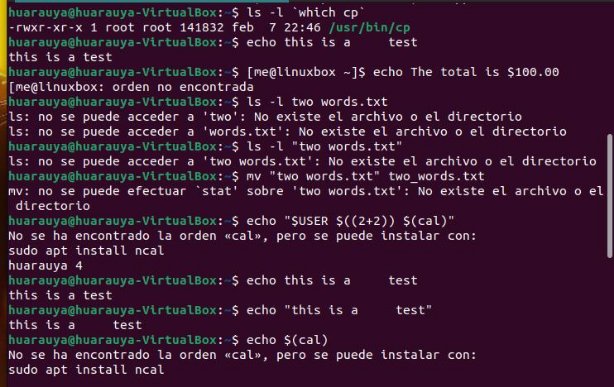 huarauya@huarauya-VirtualBox:~$ ls -l `which cp`
-rwxr-xr-x 1 root root 141832 feb  7 22:46 /usr/bin/cp
huarauya@huarauya-VirtualBox:~$ echo this is a     test
this is a test
huarauya@huarauya-VirtualBox:~$ [me@linuxbox ~]$ echo The total is $100.00
[me@linuxbox: orden no encontrada
huarauya@huarauya-VirtualBox:~$ ls -l two words.txt
ls: no se puede acceder a 'two': No existe el archivo o el directorio
ls: no se puede acceder a 'words.txt': No existe el archivo o el directorio
huarauya@huarauya-VirtualBox:~$ ls -l "two words.txt"
ls: no se puede acceder a 'two words.txt': No existe el archivo o el directorio
huarauya@huarauya-VirtualBox:~$ mv "two words.txt" two_words.txt
mv: no se puede efectuar `stat' sobre 'two words.txt': No existe el archivo o el
 directorio
huarauya@huarauya-VirtualBox:~$ echo "$USER $((2+2)) $(cal)"
No se ha encontrado la orden «cal», pero se puede instalar con:
sudo apt install ncal
huarauya 4
huarauya@huarauya-VirtualBox:~$ echo this is a     test
this is a test
huarauya@huarauya-VirtualBox:~$ echo "this is a     test"
this is a     test
huarauya@huarauya-VirtualBox:~$ echo $(cal)
No se ha encontrado la orden «cal», pero se puede instalar con:
sudo apt install ncal